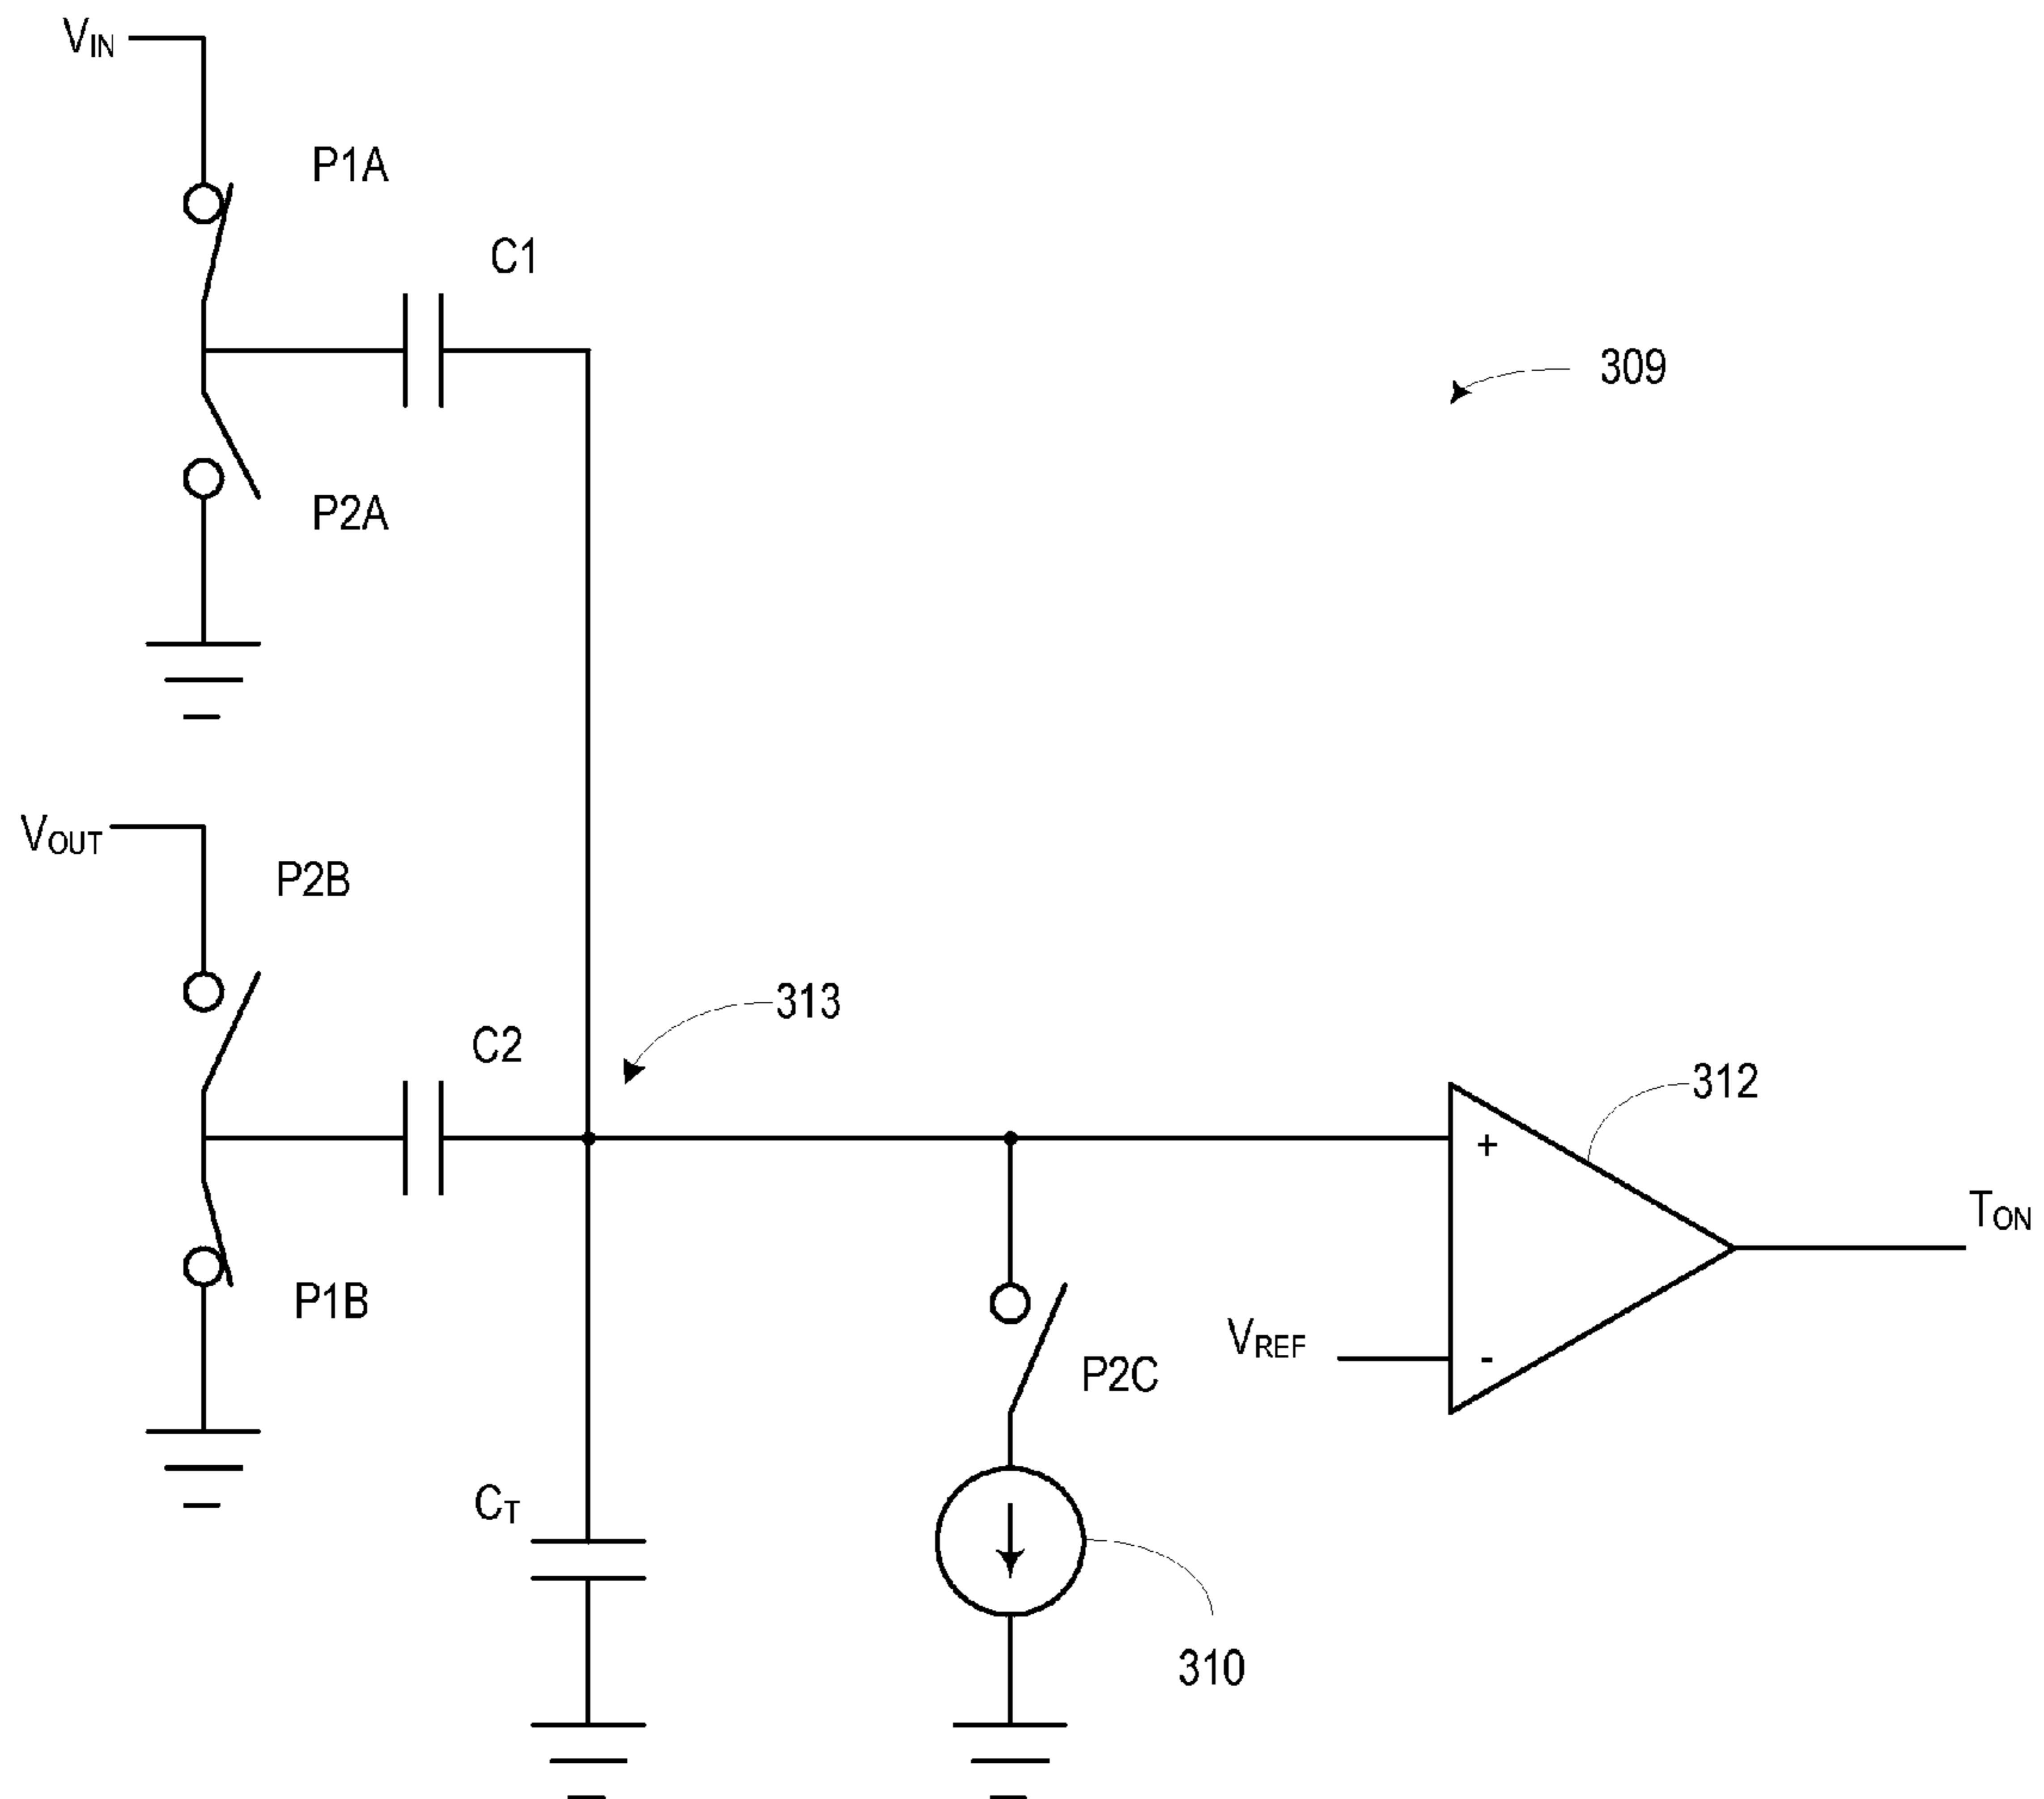 VIN
P1A
C1
309
P2A
VOUT
P2B
313
C2
312
+
TON
P1B
VREF
-
P2C
CT
310